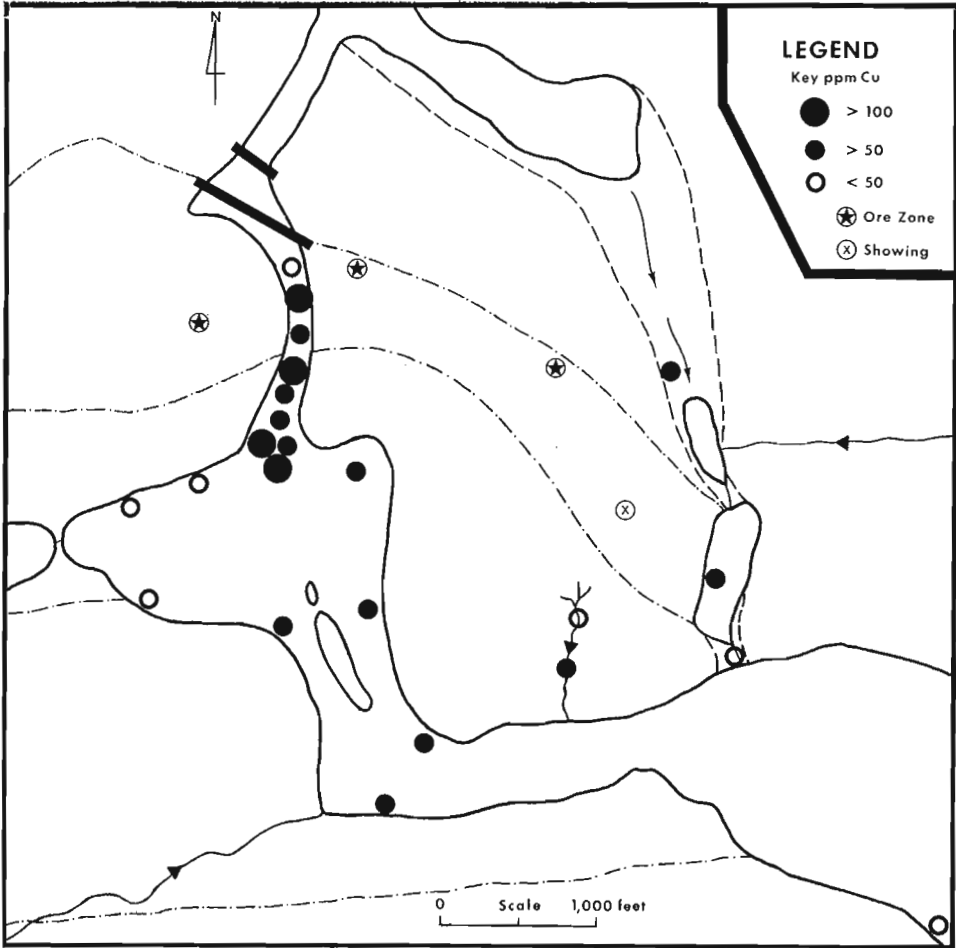 N
LEGEND
Key ppm Cu
> 100
> 50
< 50
Ore Zone
x Showing
0 Scale 1,000 feet